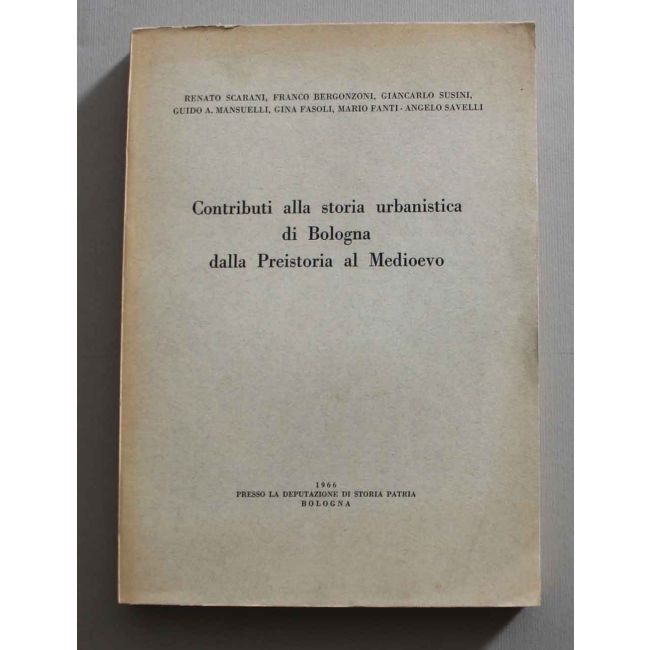 RENATO SCARANI, FRANCO BERGONZONI, GIANCARLO SUSINI,
GUIDO A. MANSUELLI, GINA FASOLI, MARIO FANTI - ANGELO SAVELLI
Contributi alla storia urbanistica
di Bologna
dalla Preistoria al Medioevo
1966
PRESSO LA DEPUTAZIONE DI STORIA PATRIA
BOLOGNA